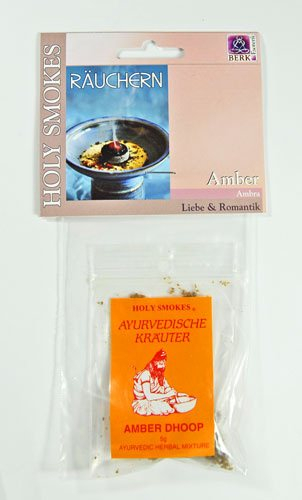 HOLY SMOKES
RÄUCHERN
BERK
Amber
Ambra
Liebe & Romantik
HOLY SMOKES
AYURVEDISCHE
KRÄUTER
AMBER DHOOP
5g
AYURVEDIC HERBAL MIXTURE